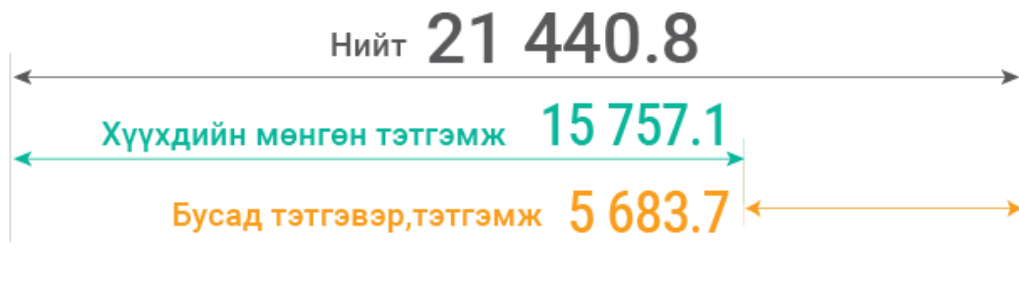 Нийт 21 440.8
Хүүхдийн мөнгөн тэтгэмж 15 757.1
Бусад тэтгэвэр,тэтгэмж 5 683.7